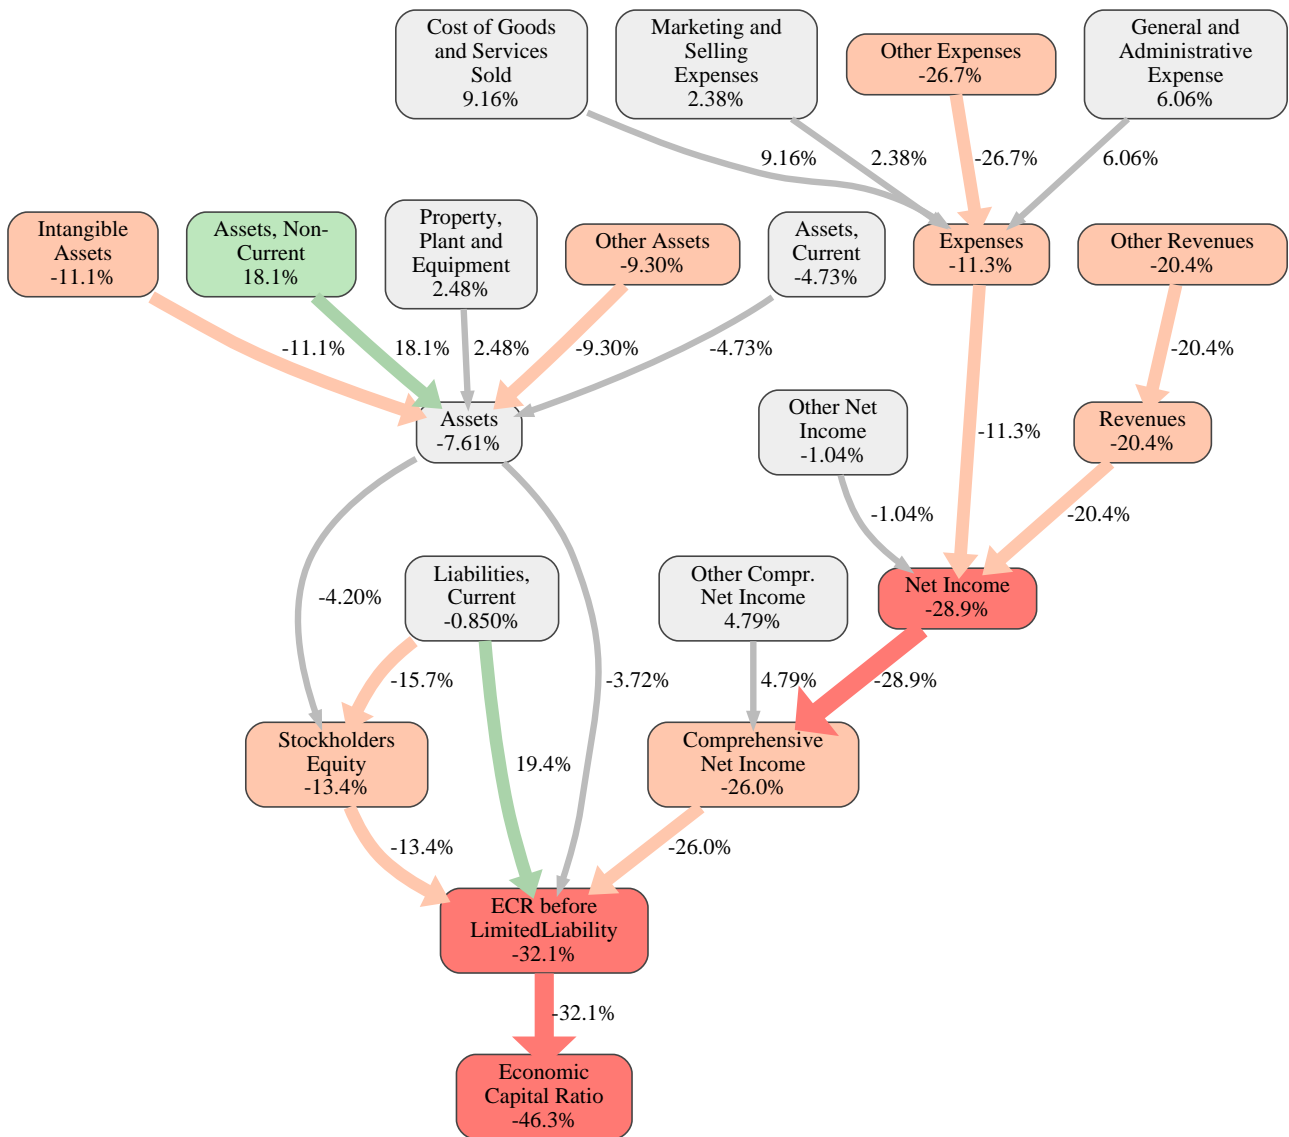 Cost of Goods
and Services
Sold
9.16%
Marketing and
Selling
Expenses
2.38%
Other Expenses
-26.7%
General and
Administrative
Expense
6.06%
9.16%
2.38%
-26.7%
6.06%
Intangible
Assets
-11.1%
Assets, Non-
Current
18.1%
Property,
Plant and
Equipment
2.48%
Other Assets
-9.30%
Assets,
Current
-4.73%
Expenses
-11.3%
Other Revenues
-20.4%
-11.1%
18.1%
2.48%
-9.30%
-4.73%
-20.4%
Assets
-7.61%
Other Net
Income
-1.04%
-11.3%
Revenues
-20.4%
-1.04%
-20.4%
-4.20%
Liabilities,
Current
-0.850%
Other Compr.
Net Income
4.79%
Net Income
-28.9%
-15.7%
-3.72%
4.79%
-28.9%
Stockholders
Equity
-13.4%
19.4%
Comprehensive
Net Income
-26.0%
-13.4%
-26.0%
ECR before
LimitedLiability
-32.1%
-32.1%
Economic
Capital Ratio
-46.3%